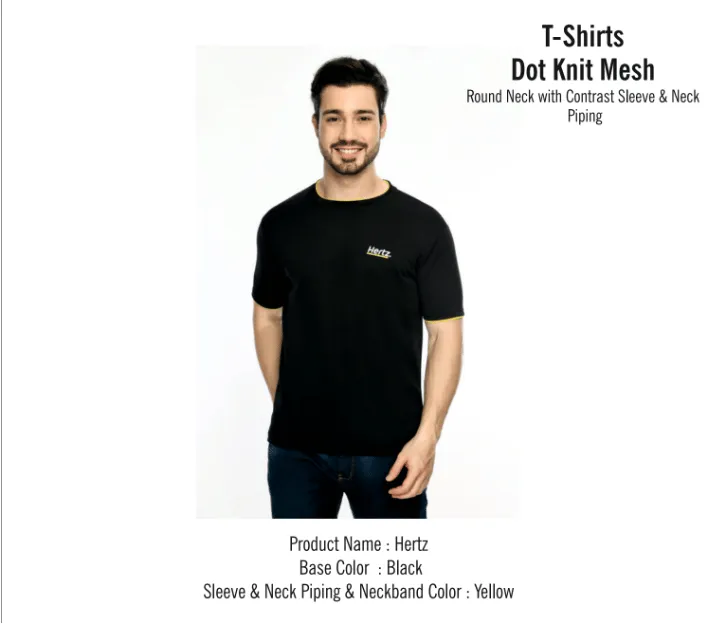 T-Shirts
Dot Knit Mesh
Round Neck with Contrast Sleeve & Neck
Piping
Hertz
Product Name : Hertz
Base Color  : Black
Sleeve & Neck Piping & Neckband Color : Yellow